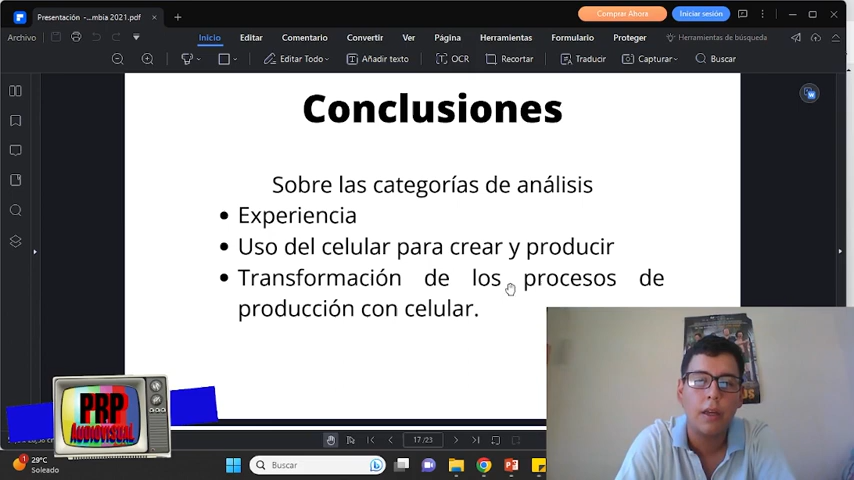 Presentación -...mbia 2021.pdf
Comprar Ahora
Iniciar sesión
Archivo
Inicio
Editar
Comentario
Convertir
Ver
Página
Herramientas
Formulario
Proteger
Herramientas de búsqueda
Editar Todo
Añadir texto
OCR
Recortar
Traducir
Capturar
Buscar
Conclusiones
Sobre las categorías de análisis
Experiencia
Uso del celular para crear y producir
Transformación de los procesos de
producción con celular.
PRP
AUDIOVISUAL
17/23
1
29°C
Soleado
Buscar